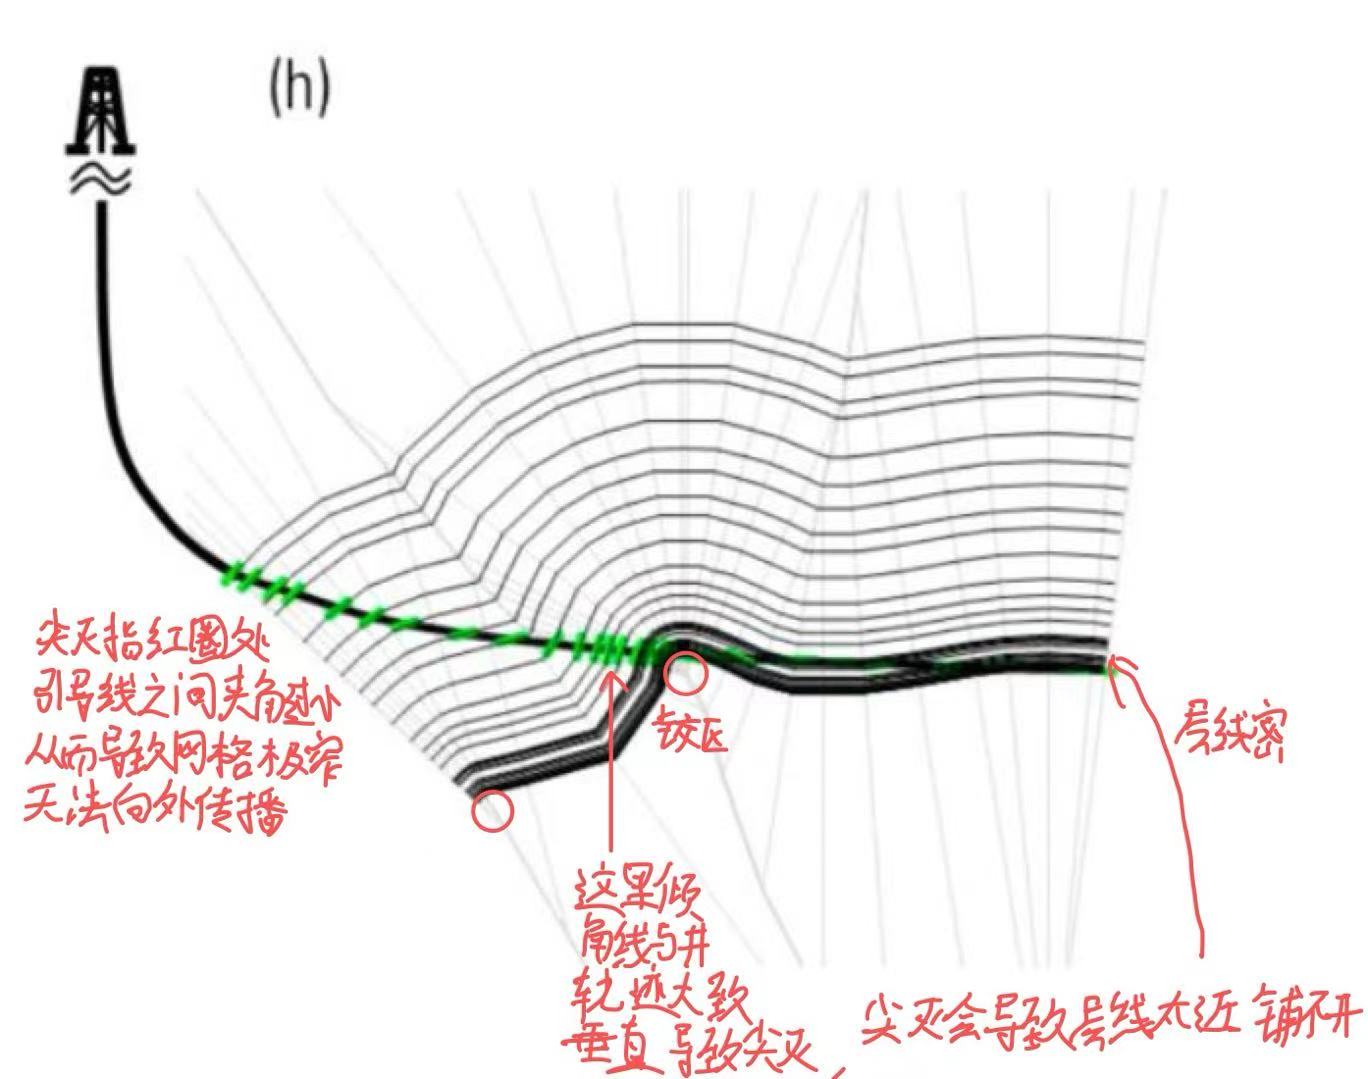 (h)
尖灭指红圈处
引导线之间夹角过小
从而导致网格极窄
无法向外传播
铰区
层线密
这里倾
角线与井
轨迹大致
垂直导致尖灭
尖灭会导致层线太近铺不开